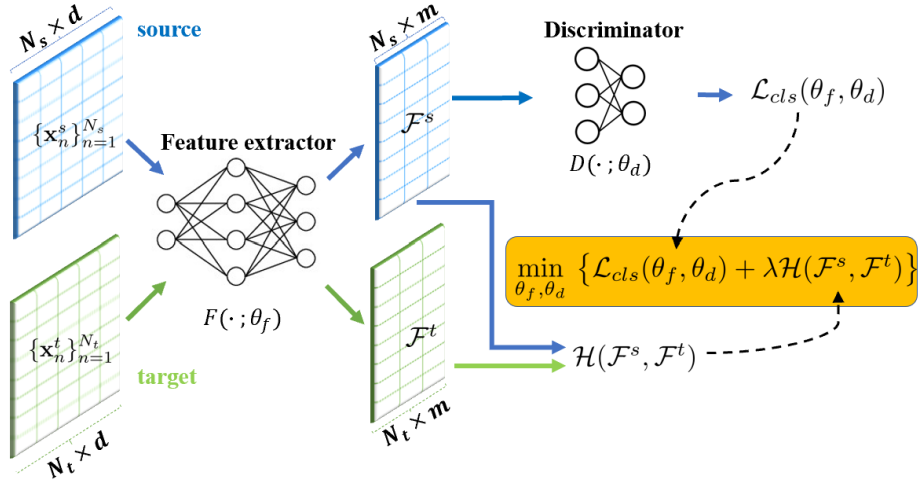 N_s × d
source
{x_n^s}_{n=1}^{N_s}
Feature extractor
F(·;θ_f)
{x_n^t}_{n=1}^{N_t}
target
N_t × d
N_s × m
F^s
F^t
N_t × m
Discriminator
D(·;θ_d)
L_cls(θ_f, θ_d)
min_{θ_f,θ_d} {L_cls(θ_f, θ_d) + λH(F^s, F^t)}
H(F^s, F^t)